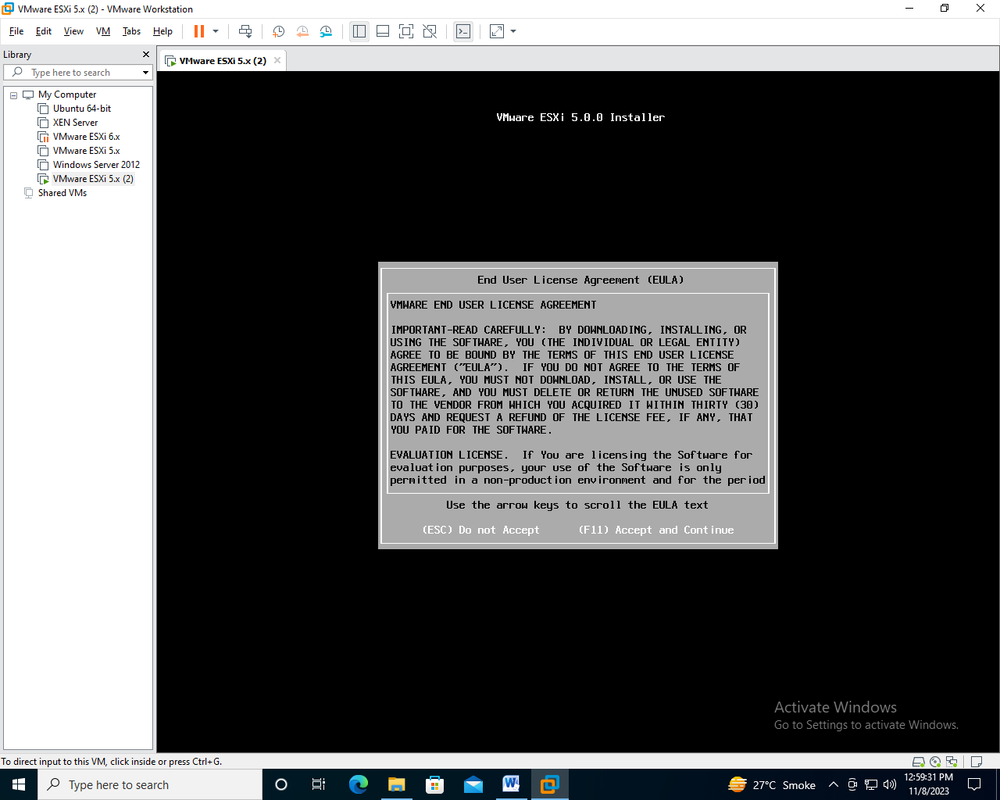 VMware ESXi 5.x (2) - VMware Workstation
File Edit View VM Tabs Help
Library
Type here to search
VMware ESXi 5.x (2)
My Computer
Ubuntu 64-bit
XEN Server
VMware ESXi 6.x
VMware ESXi 5.x
Windows Server 2012
VMware ESXi 5.x (2)
Shared VMs
VMware ESXi 5.0.0 Installer
End User License Agreement (EULA)
VMWARE END USER LICENSE AGREEMENT
IMPORTANT-READ CAREFULLY:  BY DOWNLOADING, INSTALLING, OR
USING THE SOFTWARE, YOU (THE INDIVIDUAL OR LEGAL ENTITY)
AGREE TO BE BOUND BY THE TERMS OF THIS END USER LICENSE
AGREEMENT ("EULA").  IF YOU DO NOT AGREE TO THE TERMS OF
THIS EULA, YOU MUST NOT DOWNLOAD, INSTALL, OR USE THE
SOFTWARE, AND YOU MUST DELETE OR RETURN THE UNUSED SOFTWARE
TO THE VENDOR FROM WHICH YOU ACQUIRED IT WITHIN THIRTY (30)
DAYS AND REQUEST A REFUND OF THE LICENSE FEE, IF ANY, THAT
YOU PAID FOR THE SOFTWARE.
EVALUATION LICENSE.  If You are licensing the Software for
evaluation purposes, your use of the Software is only
permitted in a non-production environment and for the period
Use the arrow keys to scroll the EULA text
(ESC) Do not Accept (F11) Accept and Continue
Activate Windows
Go to Settings to activate Windows.
To direct input to this VM, click inside or press Ctrl+G.
Type here to search
27°C Smoke
12:59:31 PM
11/8/2023